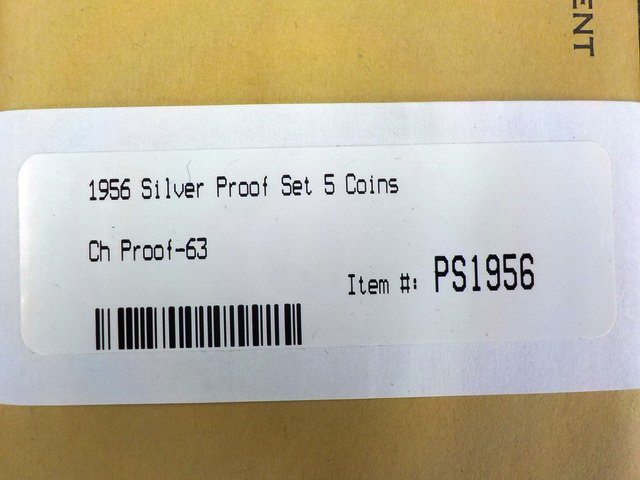 ENT
1956 Silver Proof Set 5 Coins
Ch Proof-63
Item #: PS1956